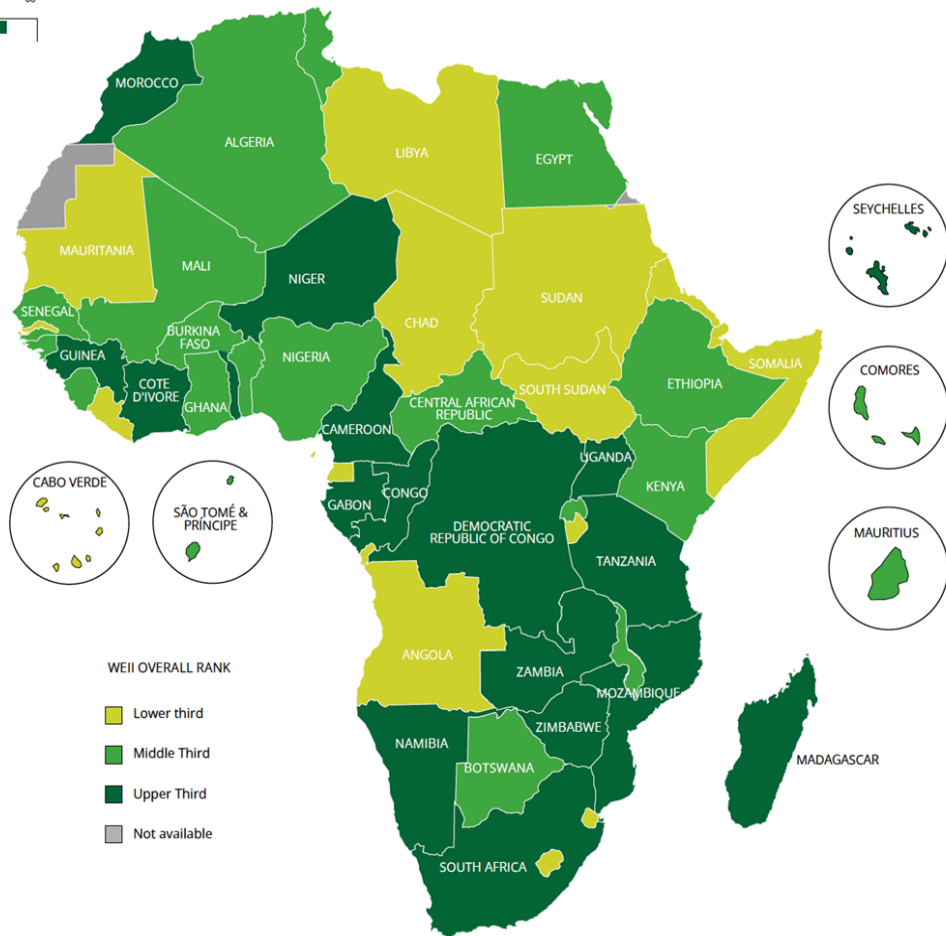 MOROCCO
ALGERIA
LIBYA
EGYPT
SEYCHELLES
MAURITANIA
MALI
NIGER
SUDAN
CHAD
SENEGAL
BURKINA
FASO
NIGERIA
GUINEA
COTE
D'IVORE
GHANA
SOMALIA
ETHIOPIA
SOUTH SUDAN
COMORES
CENTRAL AFRICAN
REPUBLIC
CAMEROON
UGANDA
KENYA
CABO VERDE
SÃO TOMÉ &
PRÍNCIPE
GABON
CONGO
DEMOCRATIC
REPUBLIC OF CONGO
MAURITIUS
TANZANIA
ANGOLA
ZAMBIA
MOZAMBIQUE
ZIMBABWE
NAMIBIA
BOTSWANA
MADAGASCAR
SOUTH AFRICA
WEII OVERALL RANK
Lower third
Middle Third
Upper Third
Not available